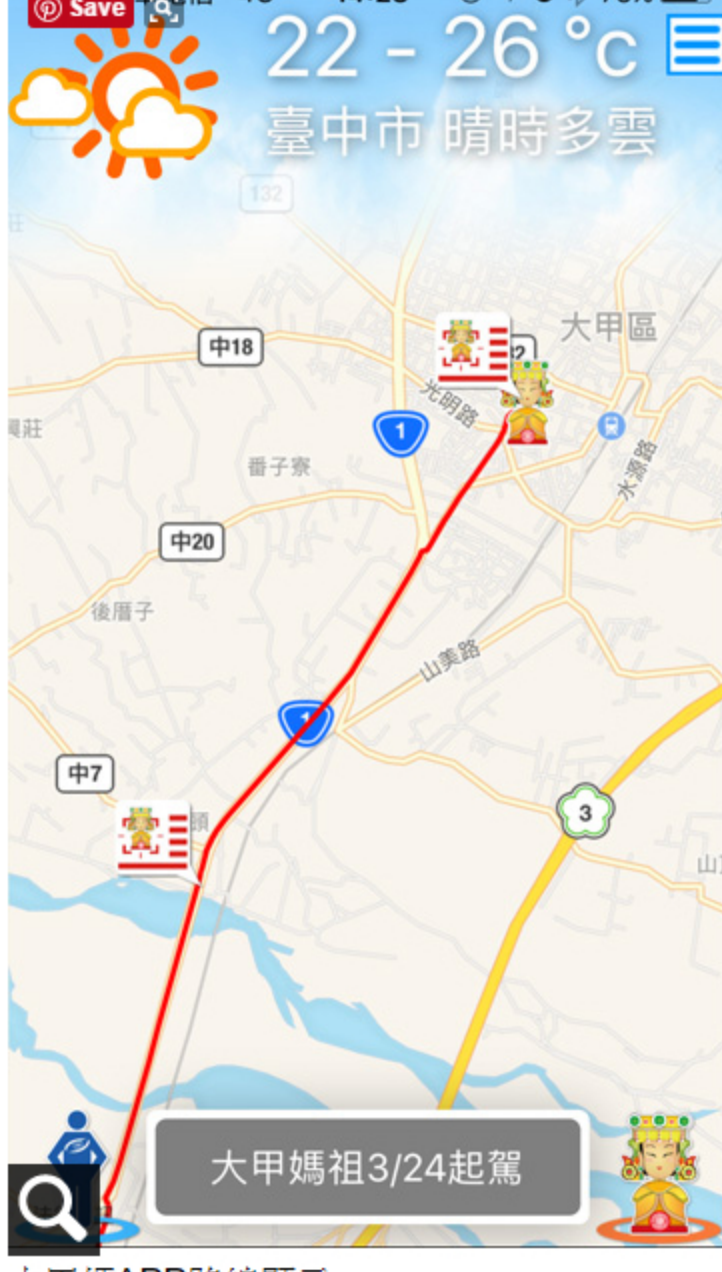 Save
22 - 26 °c
臺中市 晴時多雲
132
大甲區
中18
光明路
1
水源路
番子寮
中20
後厝子
山美路
1
中7
3
大甲媽祖3/24起駕